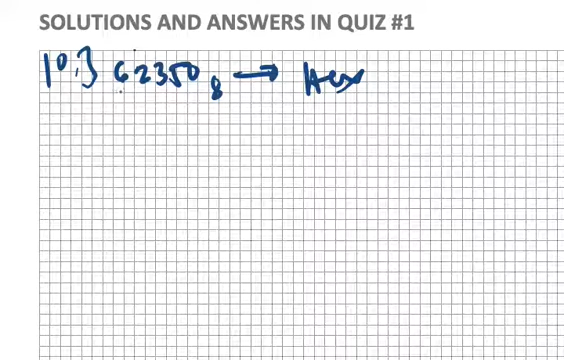 SOLUTIONS AND ANSWERS IN QUIZ #1
10.) 62350₈ → Hex